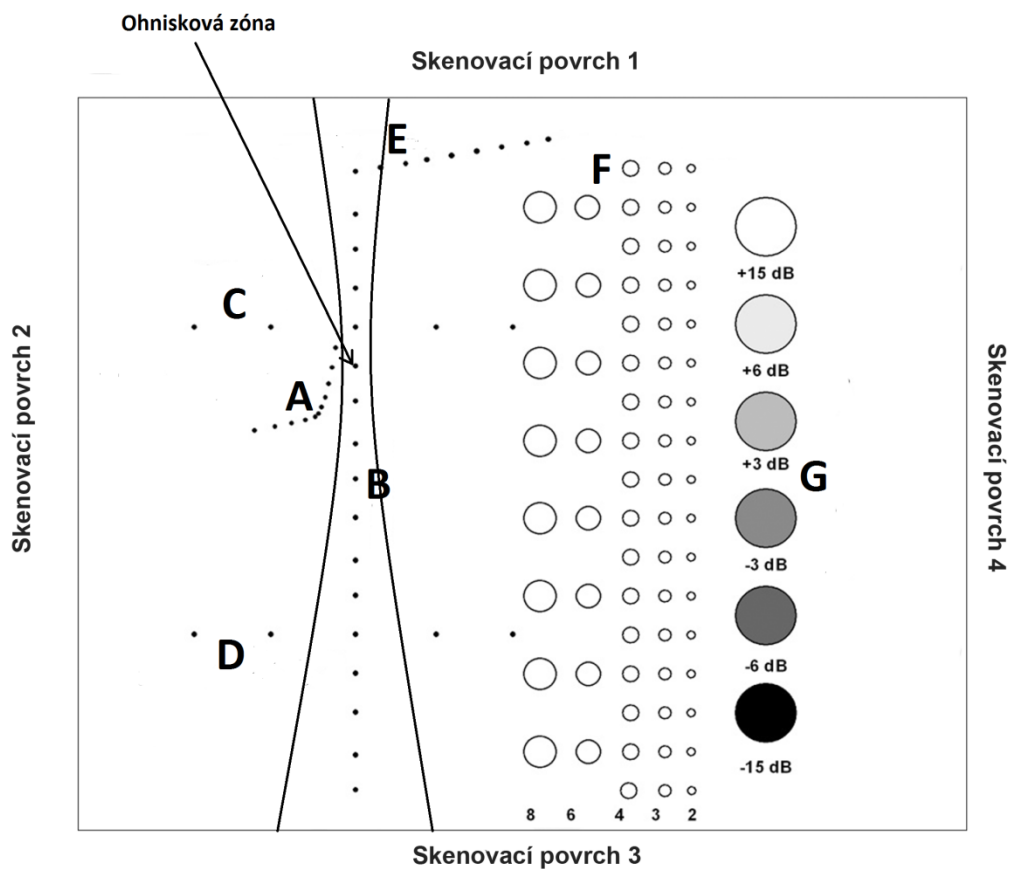 Ohnisková zóna
Skenovací povrch 1
E
F
+15 dB
C
Skenovací povrch 2
+6 dB
Skenovací povrch 4
A
+3 dB
G
B
-3 dB
D
-6 dB
-15 dB
8 6 4 3 2
Skenovací povrch 3